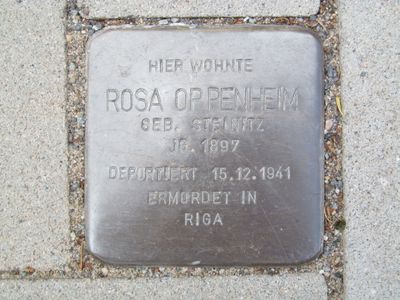 HIER WOHNTE
ROSA OPPENHEIM
GEB. STEINITZ
JG. 1897
DEPORTIERT 15.12.1941
ERMORDET IN
RIGA